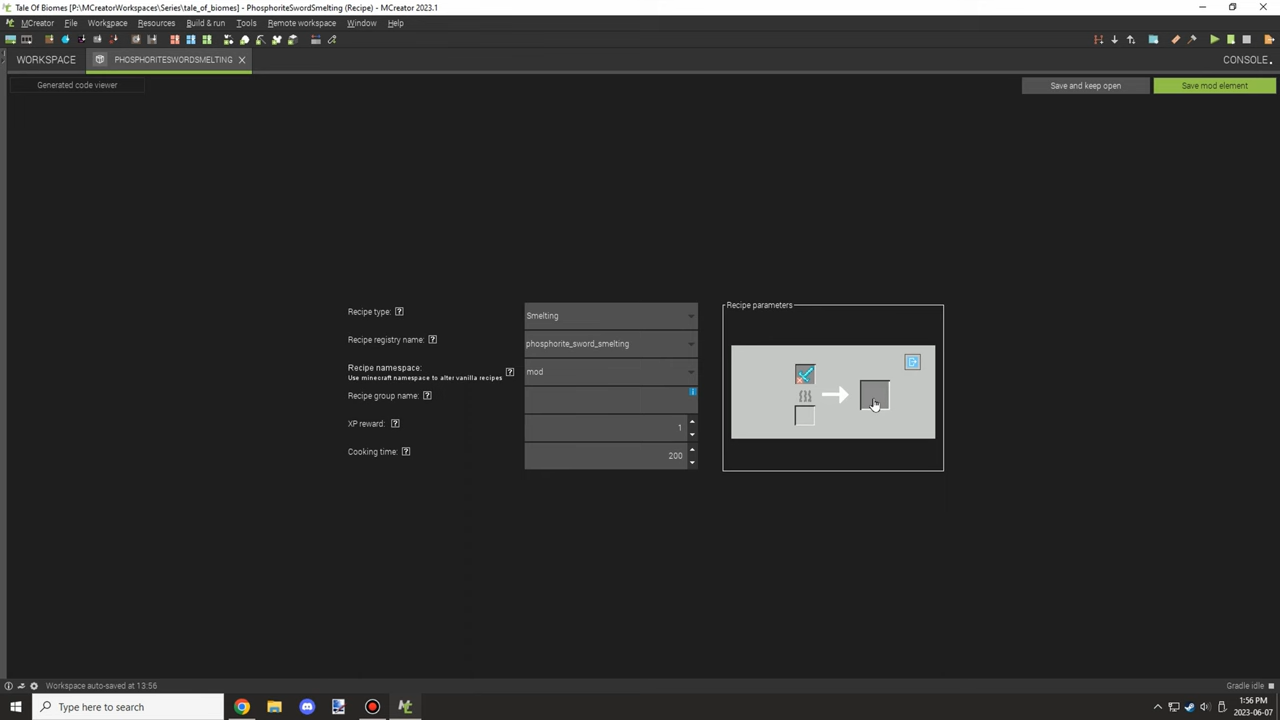 Tale Of Biomes [P:\MCreatorWorkspaces\Series\tale_of_biomes] - PhosphoriteSwordSmelting (Recipe) - MCreator 2023.1
MCreator File Workspace Resources Build & run Tools Remote workspace Window Help
WORKSPACE PHOSPHORITESWORDSMELTING CONSOLE
Generated code viewer Save and keep open Save mod element
Recipe type: ? Smelting
Recipe registry name: ? phosphorite_sword_smelting
Recipe namespace: ? mod
Use minecraft namespace to alter vanilla recipes
Recipe group name: ?
XP reward: ? 1
Cooking time: ? 200
Recipe parameters
Workspace auto-saved at 13:56 Gradle idle
Type here to search
1:56 PM
2023-06-07